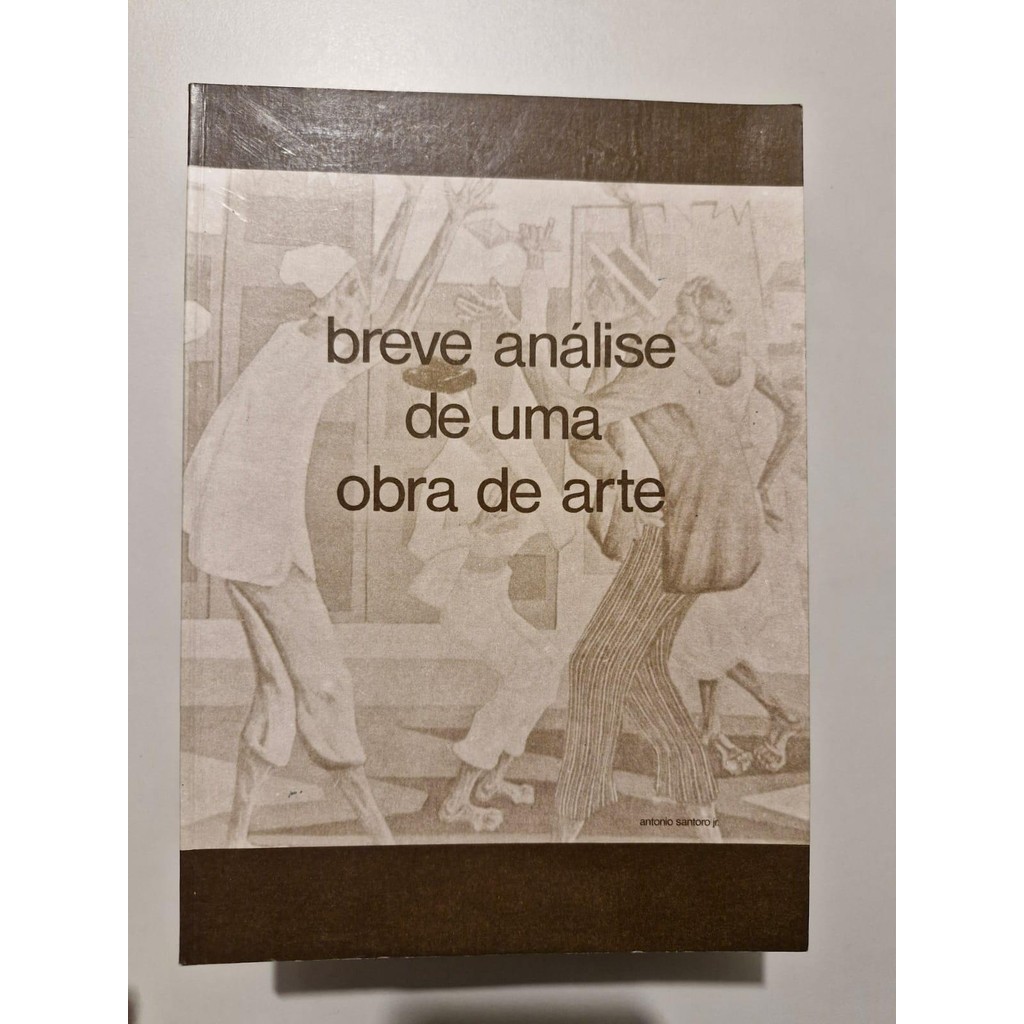 breve análise
de uma
obra de arte
antonio santoro jr.